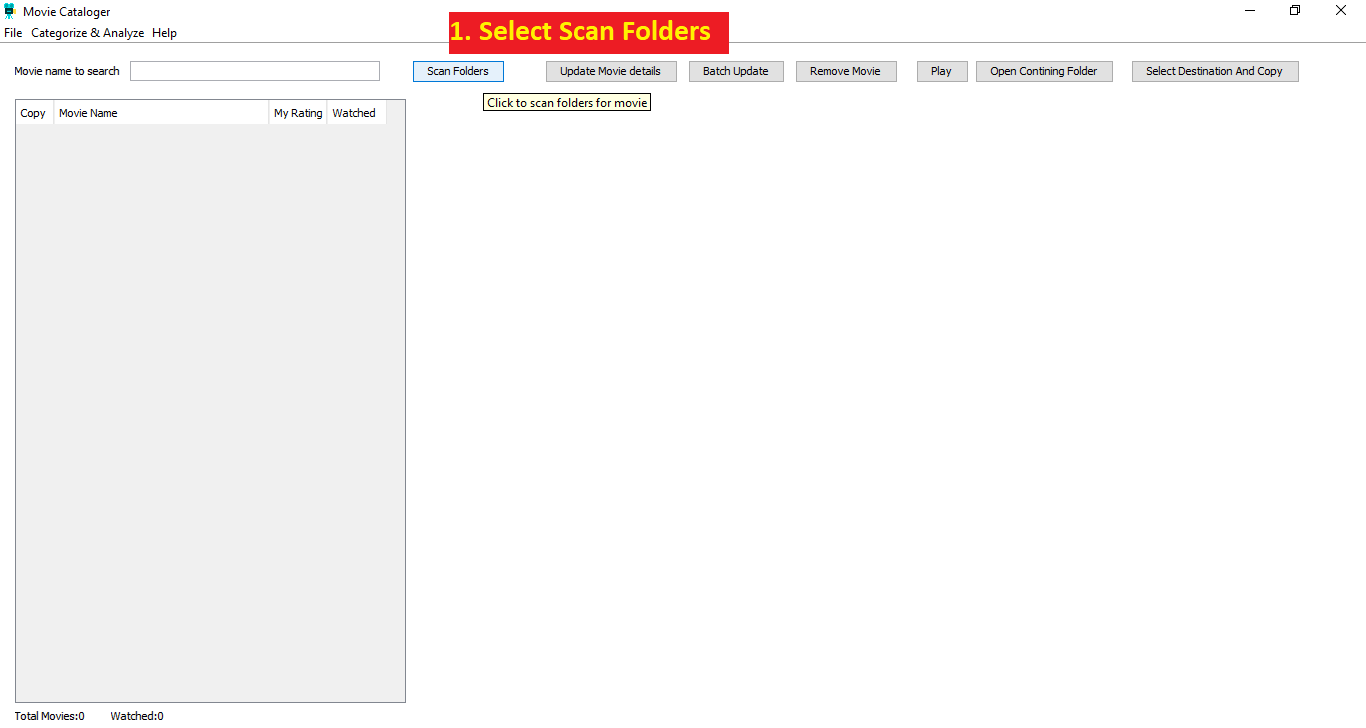 Movie Cataloger
File Categorize & Analyze Help
1. Select Scan Folders
Movie name to search Scan Folders Update Movie details Batch Update Remove Movie Play Open Contining Folder Select Destination And Copy
Click to scan folders for movie
Copy Movie Name My Rating Watched
Total Movies:0 Watched:0